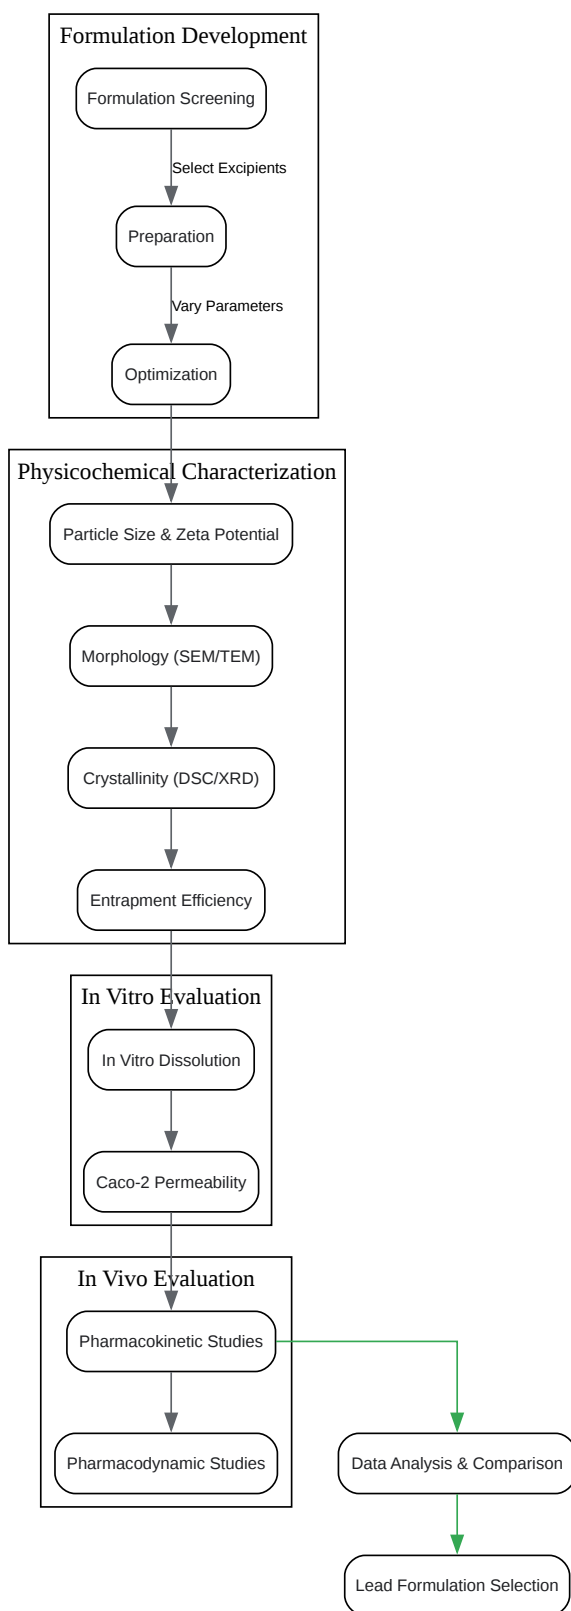 Formulation Development
Formulation Screening
Select Excipients
Preparation
Vary Parameters
Optimization
Physicochemical Characterization
Particle Size & Zeta Potential
Morphology (SEM/TEM)
Crystallinity (DSC/XRD)
Entrapment Efficiency
In Vitro Evaluation
In Vitro Dissolution
Caco-2 Permeability
In Vivo Evaluation
Pharmacokinetic Studies
Pharmacodynamic Studies
Data Analysis & Comparison
Lead Formulation Selection